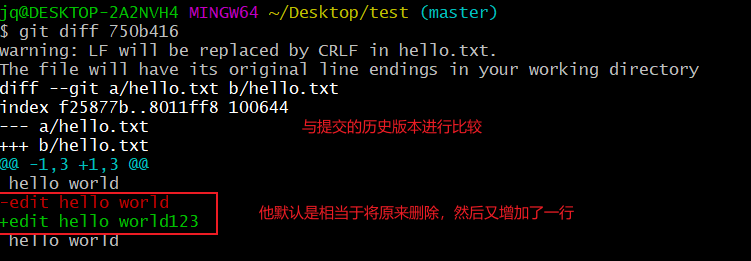 jq@DESKTOP-2A2NVH4 MINGW64 ~/Desktop/test (master)
$ git diff 750b416
warning: LF will be replaced by CRLF in hello.txt.
The file will have its original line endings in your working directory
diff --git a/hello.txt b/hello.txt
index f25877b..8011ff8 100644
--- a/hello.txt
与提交的历史版本进行比较
+++ b/hello.txt
@@ -1,3 +1,3 @@
hello world
-edit hello world
+edit hello world123
他默认是相当于将原来删除，然后又增加了一行
hello world